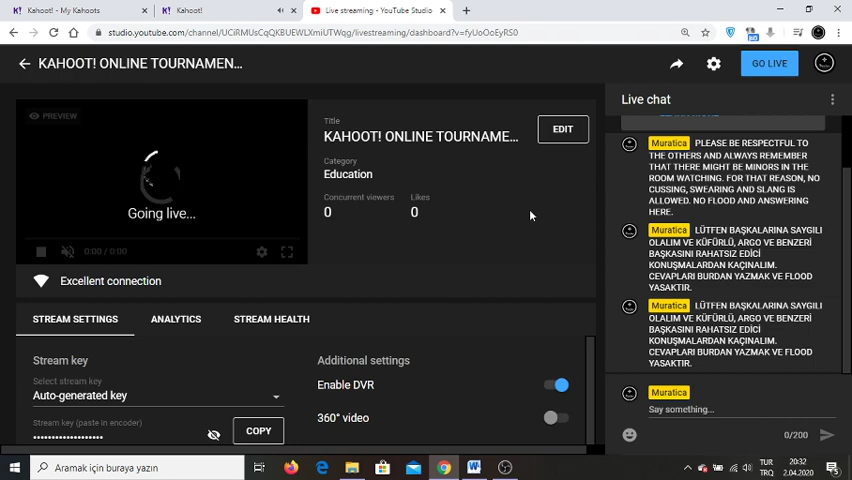 Kahoot! - My Kahoots
Kahoot!
Live streaming - YouTube Studio
studio.youtube.com/channel/UCiRMUsCqQKBUEWLXmiUTWqg/livestreaming/dashboard?v=fyUoOoEyRS0
KAHOOT! ONLINE TOURNAMEN...
GO LIVE
PREVIEW
Going live...
0:00 / 0:00
Title
KAHOOT! ONLINE TOURNAME...
EDIT
Category
Education
Concurrent viewers
Likes
0
0
Excellent connection
STREAM SETTINGS
ANALYTICS
STREAM HEALTH
Stream key
Select stream key
Auto-generated key
Stream key (paste in encoder)
••••••••••••••••••••
COPY
Additional settings
Enable DVR
360° video
Live chat
Muratica PLEASE BE RESPECTFUL TO
THE OTHERS AND ALWAYS REMEMBER
THAT THERE MIGHT BE MINORS IN THE
ROOM WATCHING. FOR THAT REASON, NO
CUSSING, SWEARING AND SLANG IS
ALLOWED. NO FLOOD AND ANSWERING
HERE.
Muratica LÜTFEN BAŞKALARINA SAYGILI
OLALIM VE KÜFÜRLÜ, ARGO VE BENZERİ
BAŞKASINI RAHATSIZ EDİCİ
KONUŞMALARDAN KAÇINALIM.
CEVAPLARI BURDAN YAZMAK VE FLOOD
YASAKTIR.
Muratica LÜTFEN BAŞKALARINA SAYGILI
OLALIM VE KÜFÜRLÜ, ARGO VE BENZERİ
BAŞKASINI RAHATSIZ EDİCİ
KONUŞMALARDAN KAÇINALIM.
CEVAPLARI BURDAN YAZMAK VE FLOOD
YASAKTIR.
Muratica
Say something...
0/200
Aramak için buraya yazın
TUR
TRQ
20:32
2.04.2020